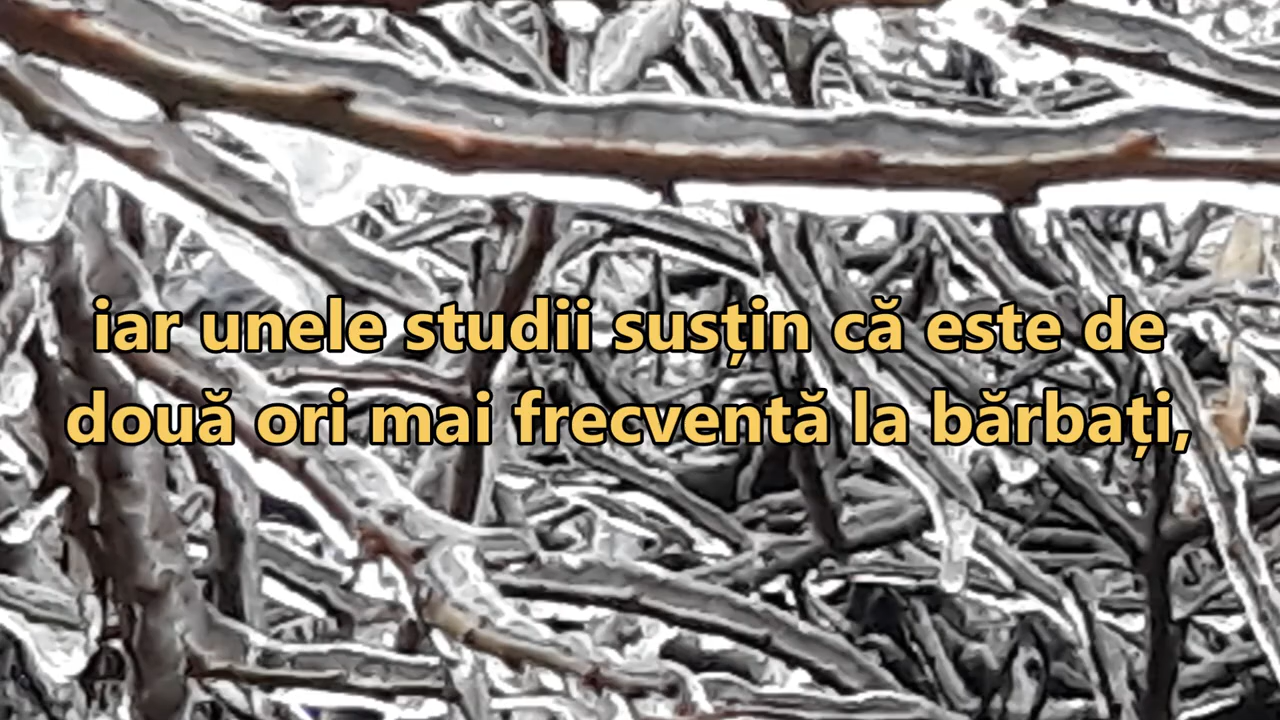 iar unele studii susțin că este de
două ori mai frecventă la bărbați,